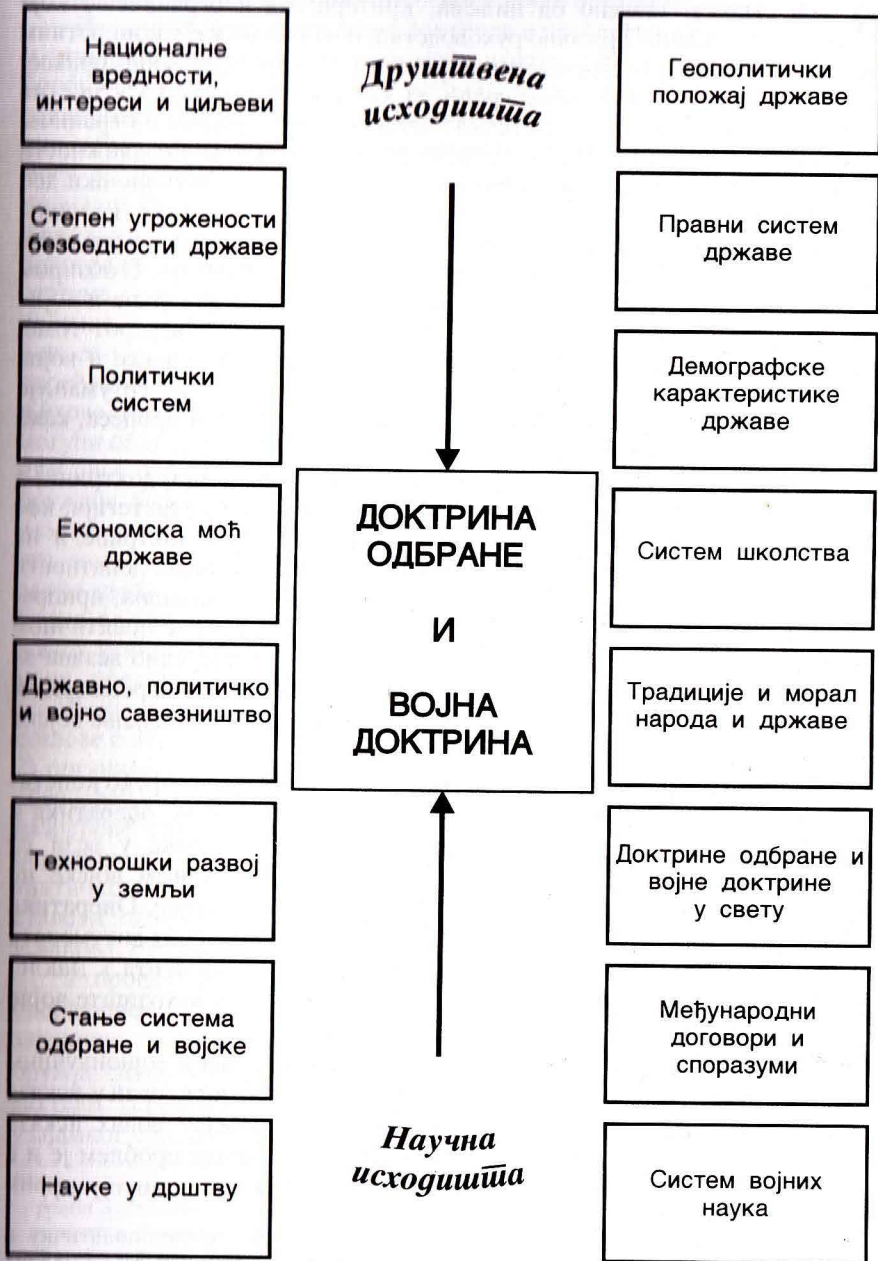 Националне
вредности,
интереси и циљеви
Друштвена
исходишта
Геополитички
положај државе
Степен угрожености
безбедности државе
Правни систем
државе
Политички
систем
Демографске
карактеристике
државе
Економска моћ
државе
ДОКТРИНА
ОДБРАНЕ
И
ВОЈНА
ДОКТРИНА
Систем школства
Државно, политичко
и војно савезништво
Традиције и морал
народа и државе
Технолошки развој
у земљи
Доктрине одбране и
војне доктрине
у свету
Стање система
одбране и војске
Међународни
договори и
споразуми
Науке у друштву
Научна
исходишта
Систем војних
наука